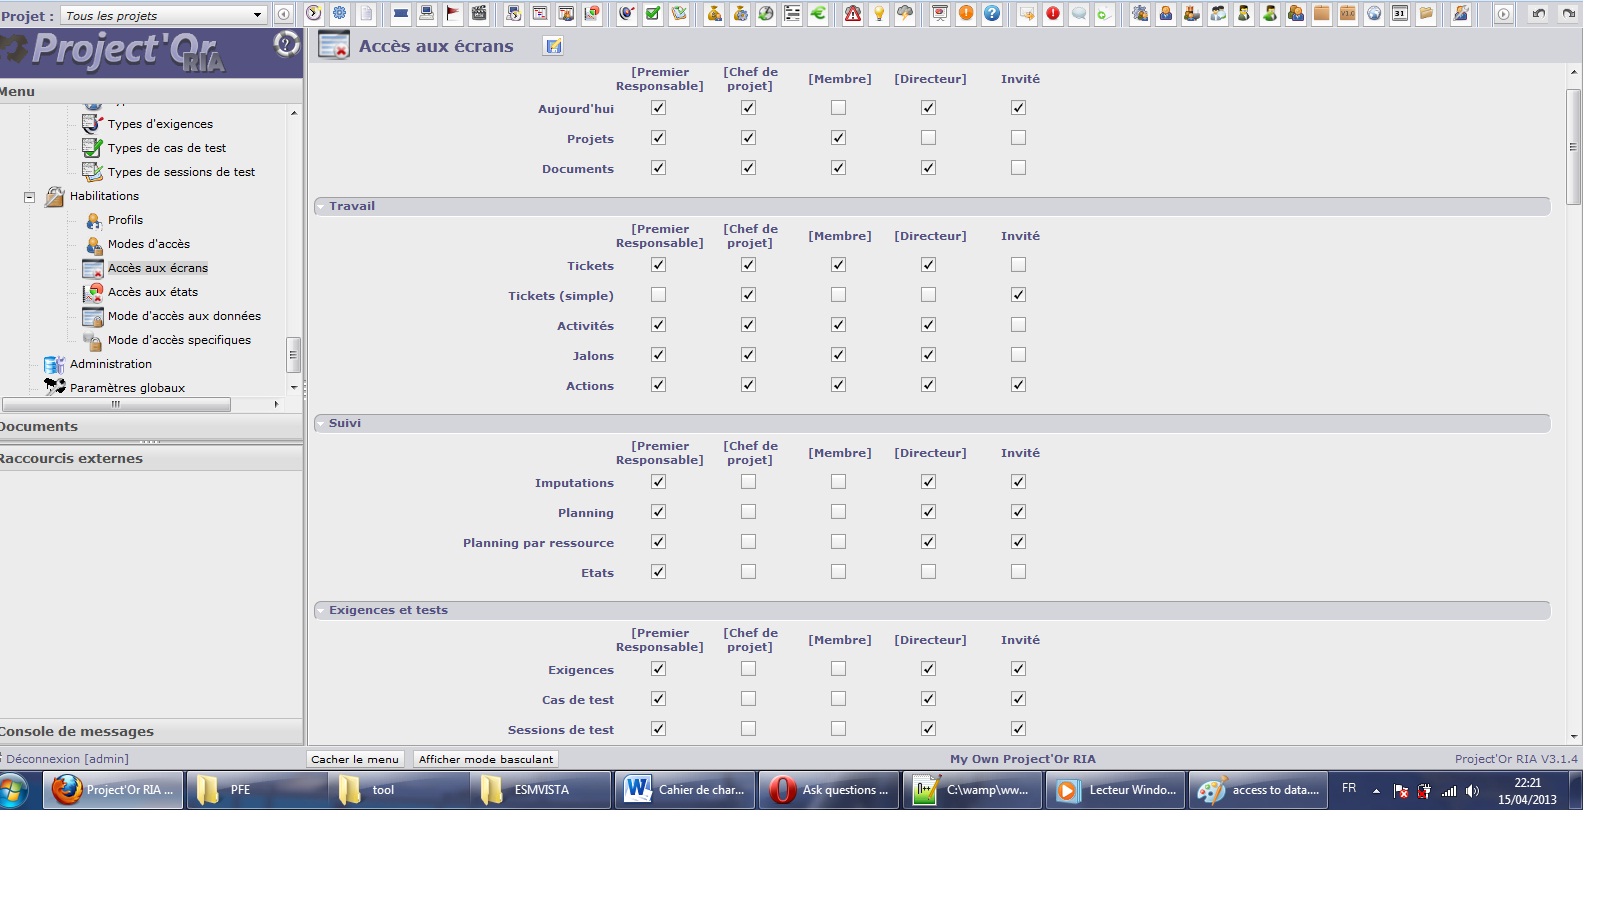 Projet : Tous les projets
31
Project'Or
RIA
?
Accès aux écrans
Menu
Types d'exigences
Types de cas de test
Types de sessions de test
Habilitations
Profils
Modes d'accès
Accès aux écrans
Accès aux états
Mode d'accès aux données
Mode d'accès specifiques
Administration
Paramètres globaux
Documents
Raccourcis externes
Console de messages
[Premier Responsable] [Chef de projet] [Membre] [Directeur] Invité
Aujourd'hui
Projets
Documents
Travail
[Premier Responsable] [Chef de projet] [Membre] [Directeur] Invité
Tickets
Tickets (simple)
Activités
Jalons
Actions
Suivi
[Premier Responsable] [Chef de projet] [Membre] [Directeur] Invité
Imputations
Planning
Planning par ressource
Etats
Exigences et tests
[Premier Responsable] [Chef de projet] [Membre] [Directeur] Invité
Exigences
Cas de test
Sessions de test
Déconnexion [admin] Cacher le menu Afficher mode basculant My Own Project'Or RIA Project'Or RIA V3.1.4
Project'Or RIA ... PFE tool ESMVISTA Cahier de char... Ask questions ... C:\wamp\ww... Lecteur Windo... access to data.... FR 22:21
15/04/2013